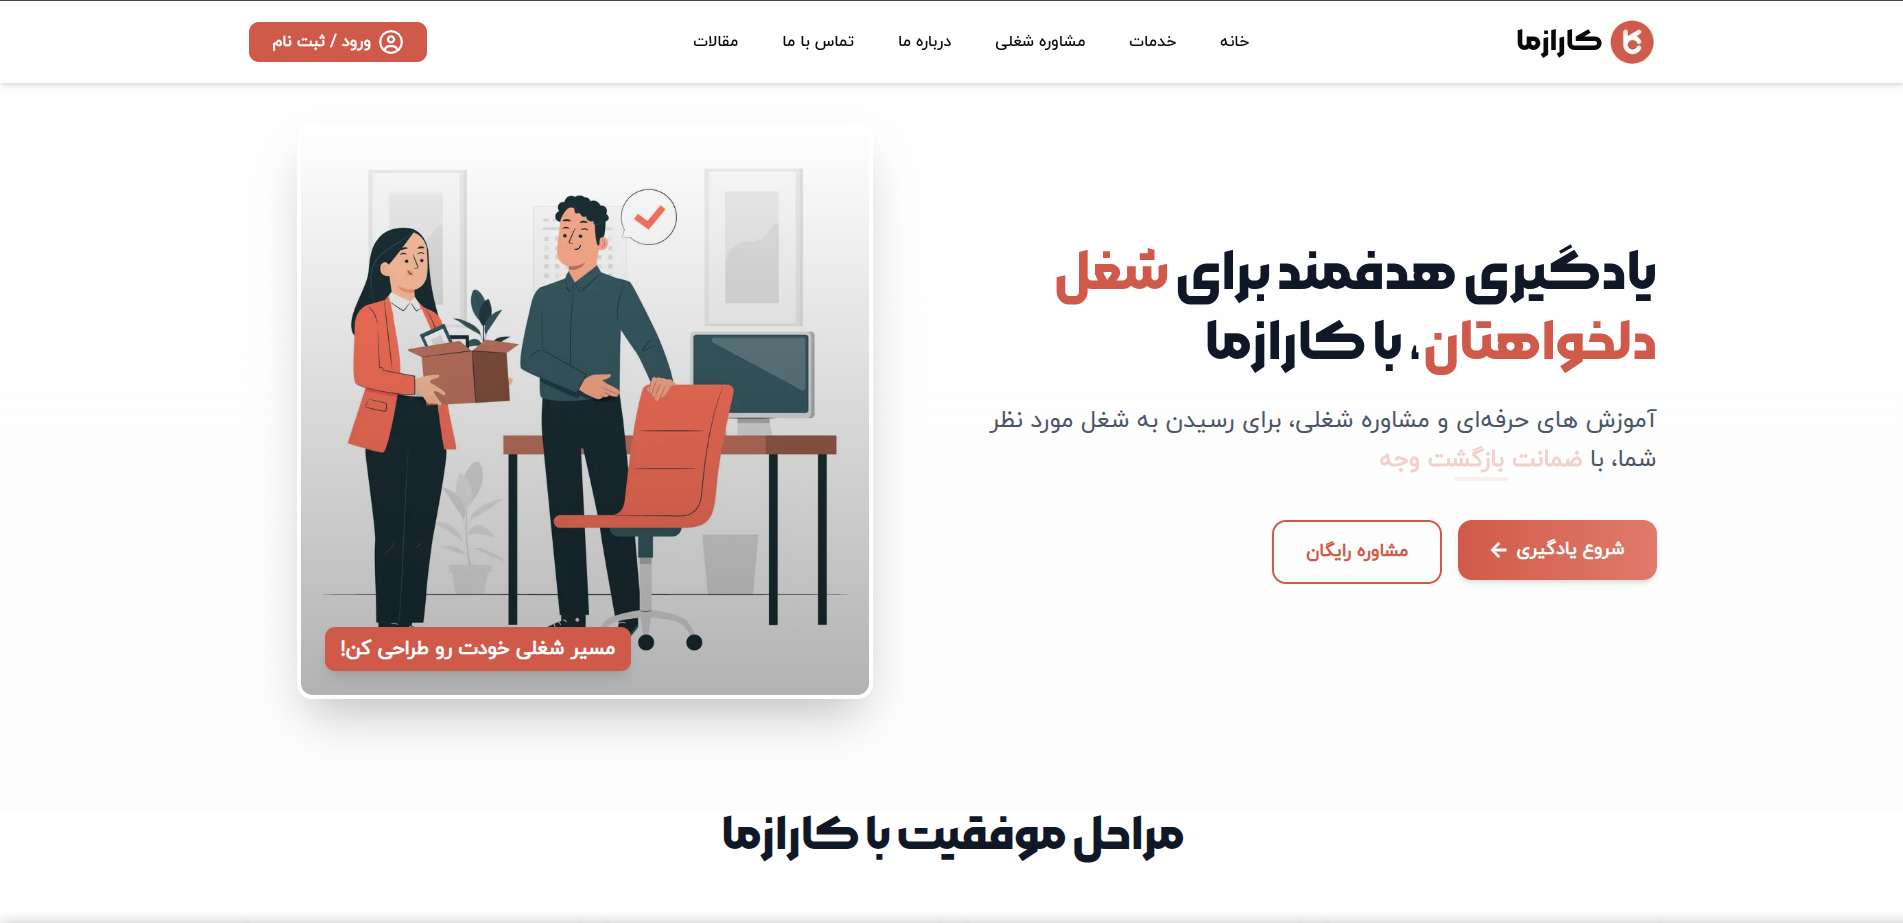 کارازما
خانه
خدمات
مشاوره شغلی
درباره ما
تماس با ما
مقالات
ورود / ثبت نام
یادگیری هدفمند برای شغل
دلخواهتان، با کارازما
آموزش های حرفه‌ای و مشاوره شغلی، برای رسیدن به شغل مورد نظر
شما، با ضمانت بازگشت وجه
شروع یادگیری
مشاوره رایگان
مسیر شغلی خودت رو طراحی کن!
مراحل موفقیت با کارازما